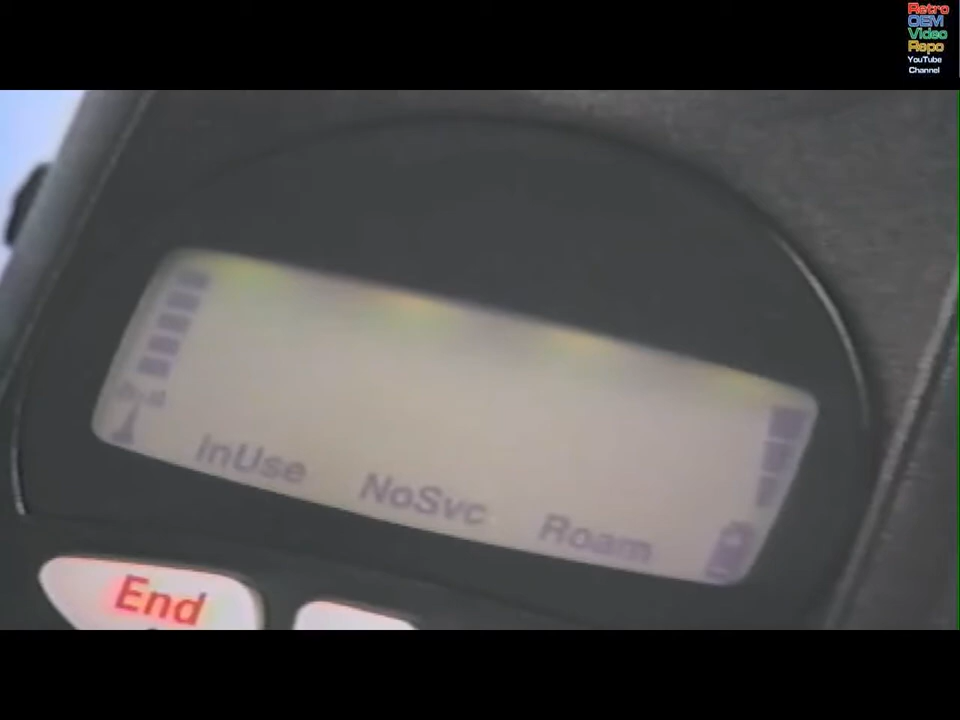 Retro
OEM
Video
Repo
YouTube
Channel
InUse NoSvc Roam
End